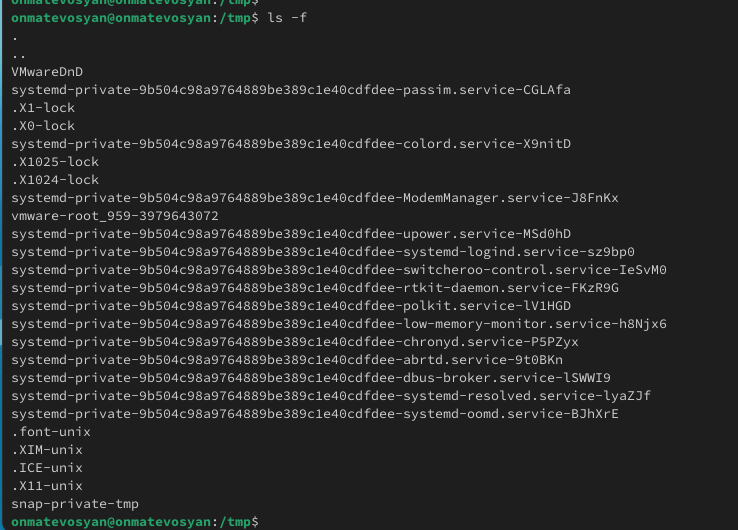 onmatevosyan@onmatevosyan:/tmp$
onmatevosyan@onmatevosyan:/tmp$ ls -f
.
..
VMwareDnD
systemd-private-9b504c98a9764889be389c1e40cdfdee-passim.service-CGLAfa
.X1-lock
.X0-lock
systemd-private-9b504c98a9764889be389c1e40cdfdee-colord.service-X9nitD
.X1025-lock
.X1024-lock
systemd-private-9b504c98a9764889be389c1e40cdfdee-ModemManager.service-J8FnKx
vmware-root_959-3979643072
systemd-private-9b504c98a9764889be389c1e40cdfdee-upower.service-MSd0hD
systemd-private-9b504c98a9764889be389c1e40cdfdee-systemd-logind.service-sz9bp0
systemd-private-9b504c98a9764889be389c1e40cdfdee-switcheroo-control.service-IeSvM0
systemd-private-9b504c98a9764889be389c1e40cdfdee-rtkit-daemon.service-FKzR9G
systemd-private-9b504c98a9764889be389c1e40cdfdee-polkit.service-lV1HGD
systemd-private-9b504c98a9764889be389c1e40cdfdee-low-memory-monitor.service-h8Njx6
systemd-private-9b504c98a9764889be389c1e40cdfdee-chronyd.service-P5PZyx
systemd-private-9b504c98a9764889be389c1e40cdfdee-abrtd.service-9t0BKn
systemd-private-9b504c98a9764889be389c1e40cdfdee-dbus-broker.service-lSWWI9
systemd-private-9b504c98a9764889be389c1e40cdfdee-systemd-resolved.service-lyaZJf
systemd-private-9b504c98a9764889be389c1e40cdfdee-systemd-oomd.service-BJhXrE
.font-unix
.XIM-unix
.ICE-unix
.X11-unix
snap-private-tmp
onmatevosyan@onmatevosyan:/tmp$